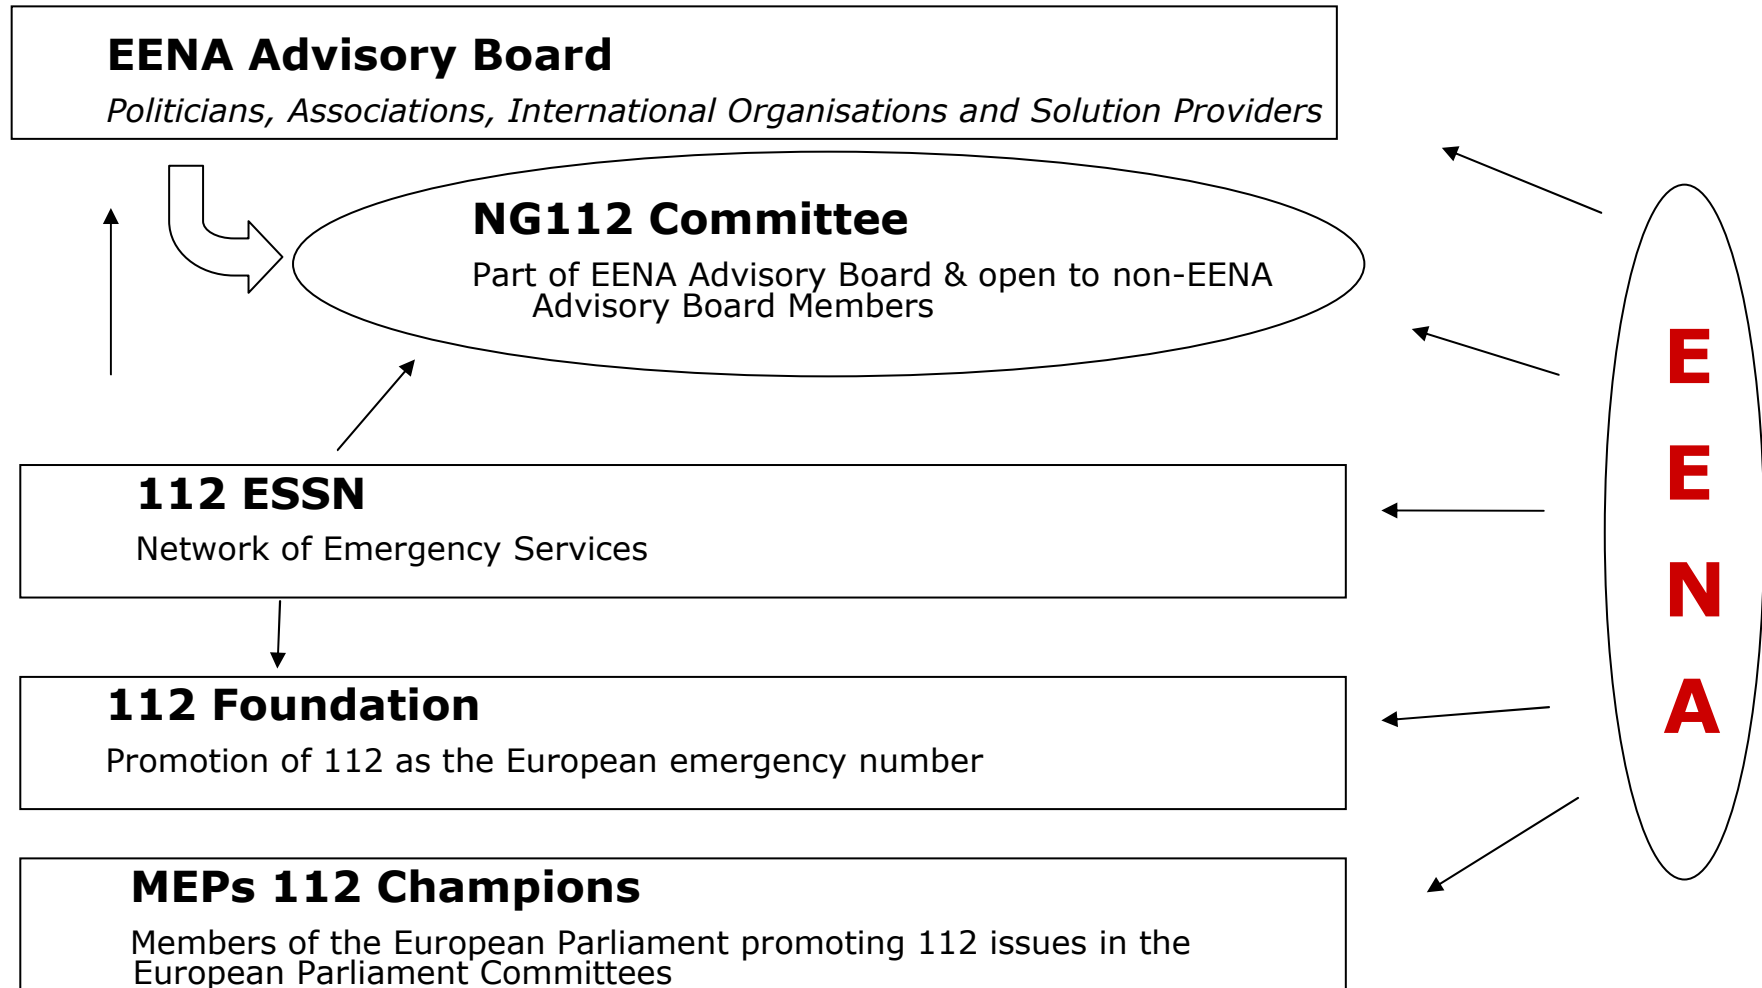 EENA Advisory Board
Politicians, Associations, International Organisations and Solution Providers
NG112 Committee
Part of EENA Advisory Board & open to non-EENA
Advisory Board Members
112 ESSN
Network of Emergency Services
112 Foundation
Promotion of 112 as the European emergency number
MEPs 112 Champions
Members of the European Parliament promoting 112 issues in the
European Parliament Committees
E
E
N
A